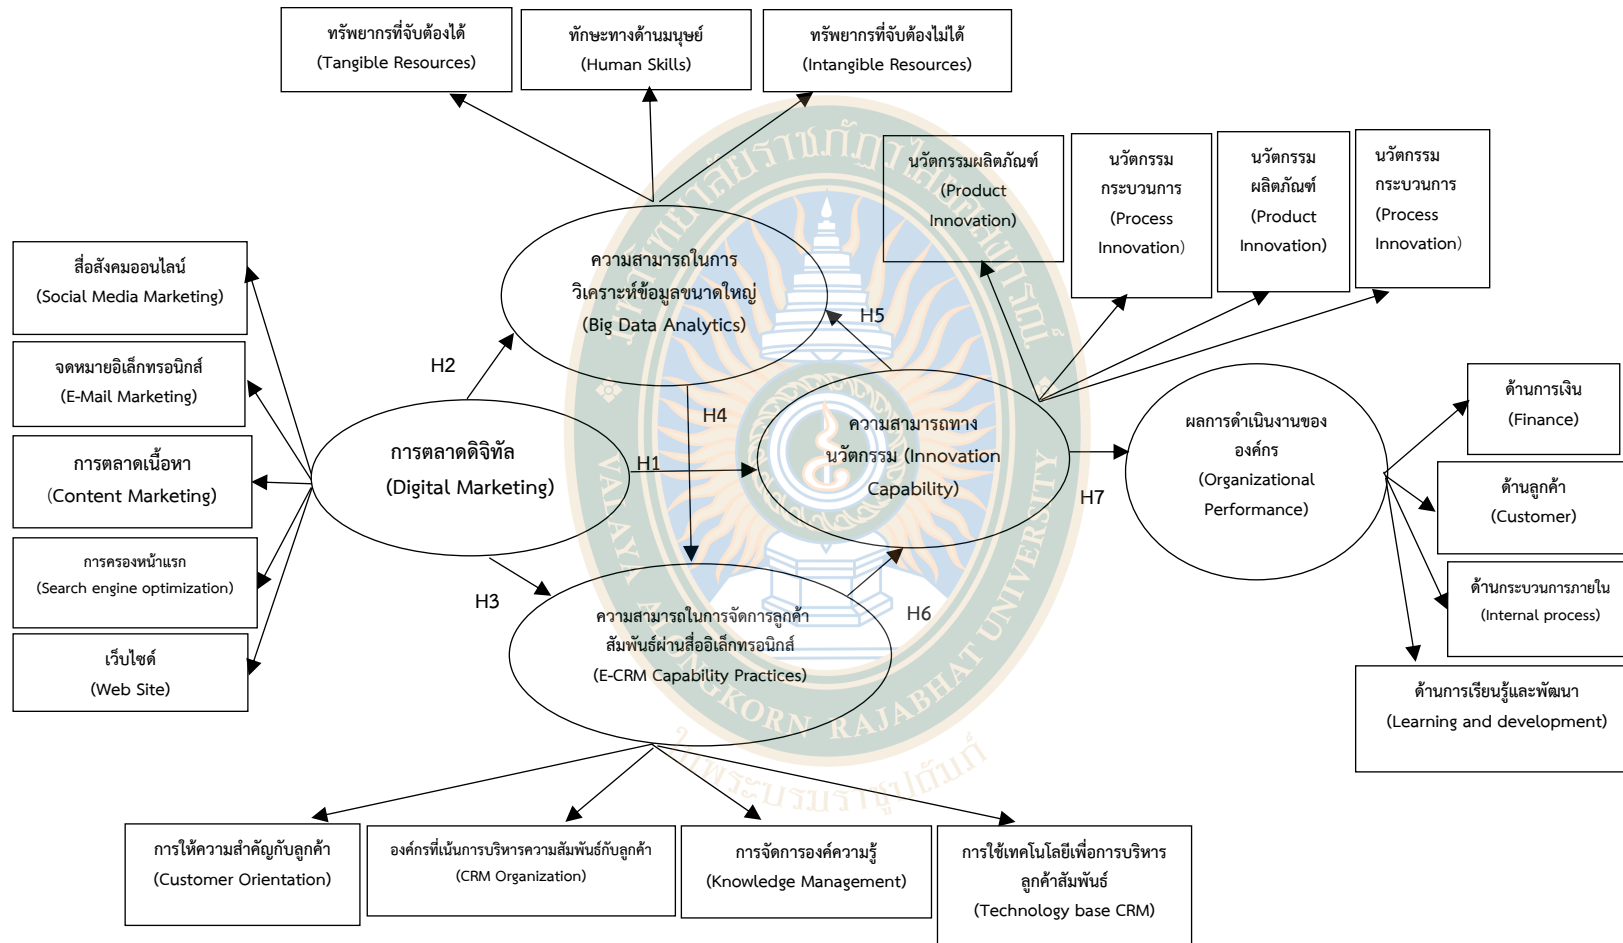 ทรัพยากรที่จับต้องได้
(Tangible Resources)
ทักษะทางด้านมนุษย์
(Human Skills)
ทรัพยากรที่จับต้องไม่ได้
(Intangible Resources)
นวัตกรรมผลิตภัณฑ์
(Product
Innovation)
นวัตกรรม
กระบวนการ
(Process
Innovation)
นวัตกรรม
ผลิตภัณฑ์
(Product
Innovation)
นวัตกรรม
กระบวนการ
(Process
Innovation)
สื่อสังคมออนไลน์
(Social Media Marketing)
จดหมายอิเล็กทรอนิกส์
(E-Mail Marketing)
การตลาดเนื้อหา
(Content Marketing)
การครองหน้าแรก
(Search engine optimization)
เว็บไซด์
(Web Site)
ความสามารถในการ
วิเคราะห์ข้อมูลขนาดใหญ่
(Big Data Analytics)
H5
H2
H4
H1
การตลาดดิจิทัล
(Digital Marketing)
ความสามารถทาง
นวัตกรรม (Innovation
Capability)
H7
ผลการดำเนินงานของ
องค์กร
(Organizational
Performance)
ด้านการเงิน
(Finance)
ด้านลูกค้า
(Customer)
ด้านกระบวนการภายใน
(Internal process)
ด้านการเรียนรู้และพัฒนา
(Learning and development)
H3
H6
ความสามารถในการจัดการลูกค้า
สัมพันธ์ผ่านสื่ออิเล็กทรอนิกส์
(E-CRM Capability Practices)
การให้ความสำคัญกับลูกค้า
(Customer Orientation)
องค์กรที่เน้นการบริหารความสัมพันธ์กับลูกค้า
(CRM Organization)
การจัดการองค์ความรู้
(Knowledge Management)
การใช้เทคโนโลยีเพื่อการบริหาร
ลูกค้าสัมพันธ์
(Technology base CRM)
VALAYA ALONGKORN RAJABHAT UNIVERSITY
ในพระบรมราชูปถัมภ์